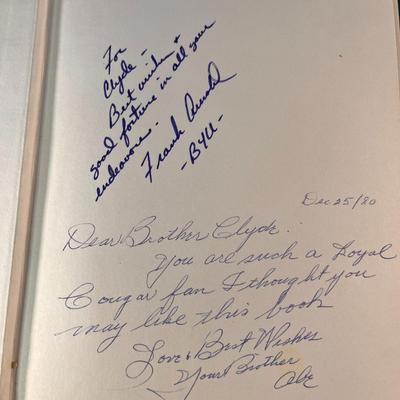 For
Clyde -
Best wishes &
good fortune in all your
endeavors.
Frank Arnold
- BYU -
Dec 25/80
Dear Brother Clyde.
You are such a Loyal
Cougar fan I thought you
may like this book
Love & Best Wishes
Your Brother
Abe